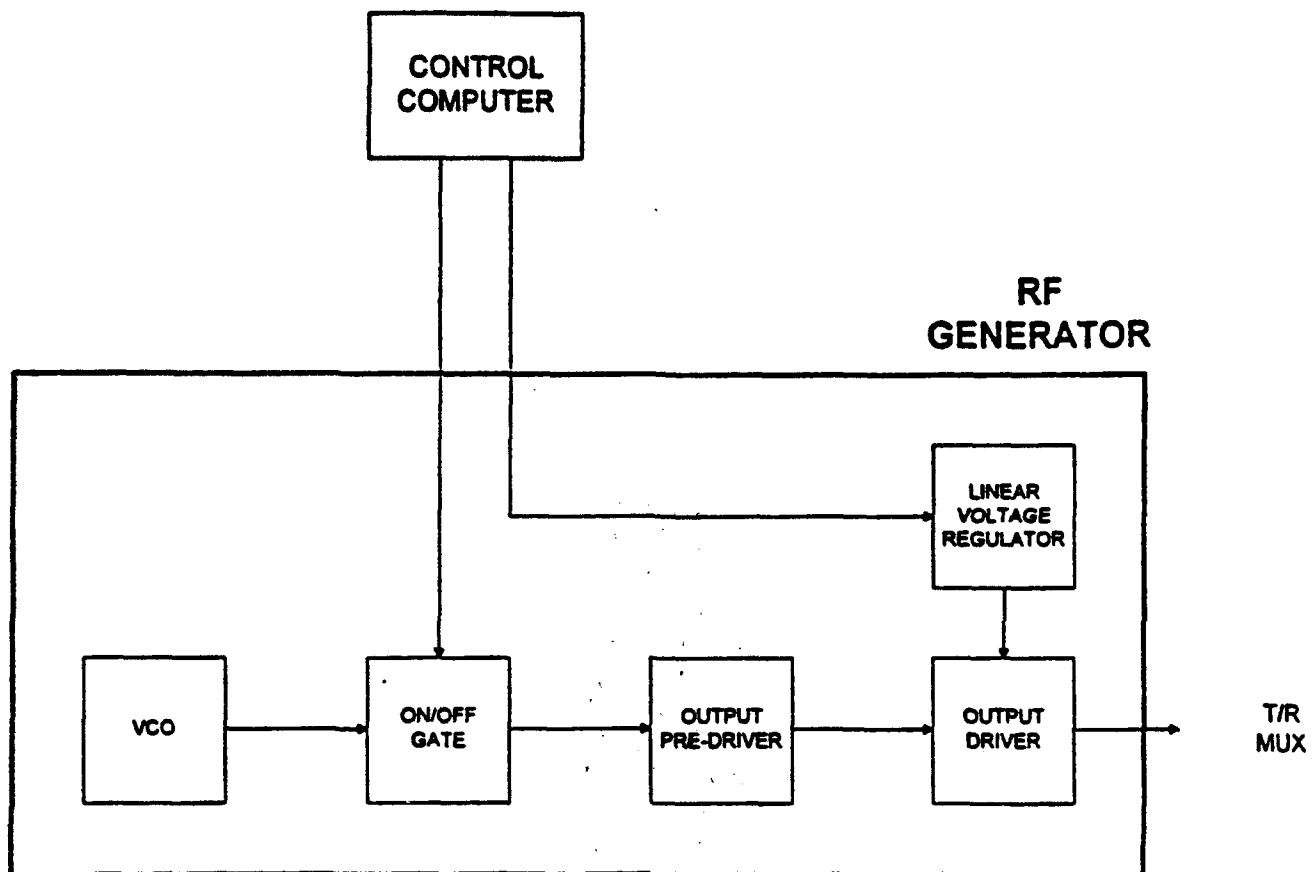 CONTROL
COMPUTER
RF
GENERATOR
LINEAR
VOLTAGE
REGULATOR
VCO
ON/OFF
GATE
OUTPUT
PRE-DRIVER
OUTPUT
DRIVER
T/R
MUX